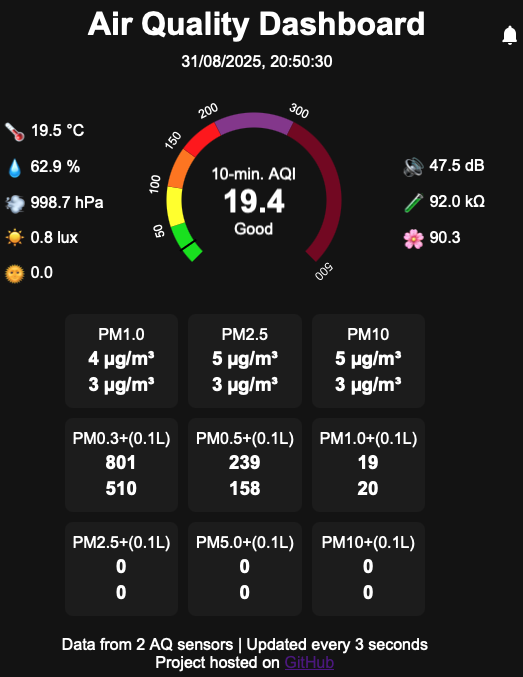 Air Quality Dashboard
31/08/2025, 20:50:30
19.5 °C
62.9 %
998.7 hPa
0.8 lux
0.0
50
100
150
200
300
500
10-min. AQI
19.4
Good
47.5 dB
92.0 kΩ
90.3
PM1.0
4 µg/m³
3 µg/m³
PM2.5
5 µg/m³
3 µg/m³
PM10
5 µg/m³
3 µg/m³
PM0.3+(0.1L)
801
510
PM0.5+(0.1L)
239
158
PM1.0+(0.1L)
19
20
PM2.5+(0.1L)
0
0
PM5.0+(0.1L)
0
0
PM10+(0.1L)
0
0
Data from 2 AQ sensors | Updated every 3 seconds
Project hosted on GitHub